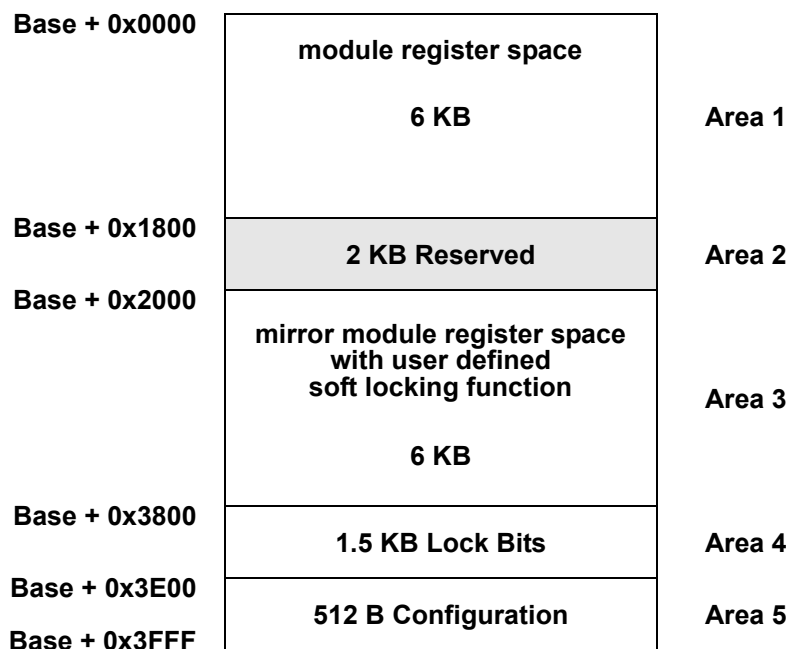 Base + 0x0000
module register space
6 KB
Area 1
Base + 0x1800
2 KB Reserved
Area 2
Base + 0x2000
mirror module register space
with user defined
soft locking function
Area 3
6 KB
Base + 0x3800
1.5 KB Lock Bits
Area 4
Base + 0x3E00
512 B Configuration
Area 5
Base + 0x3FFF